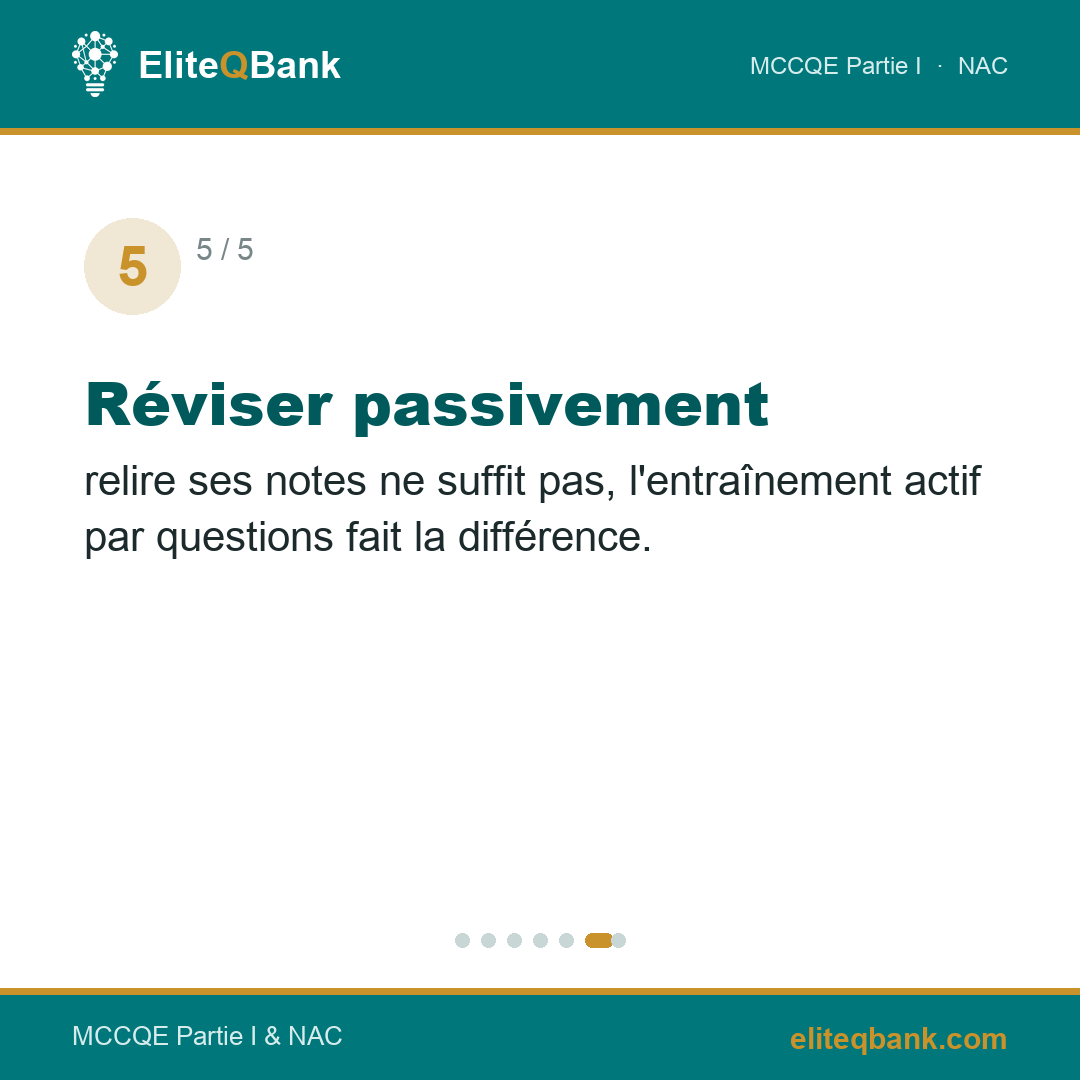 EliteQBank
MCCQE Partie I · NAC
5
5 / 5
Réviser passivement
relire ses notes ne suffit pas, l'entraînement actif
par questions fait la différence.
MCCQE Partie I & NAC
eliteqbank.com